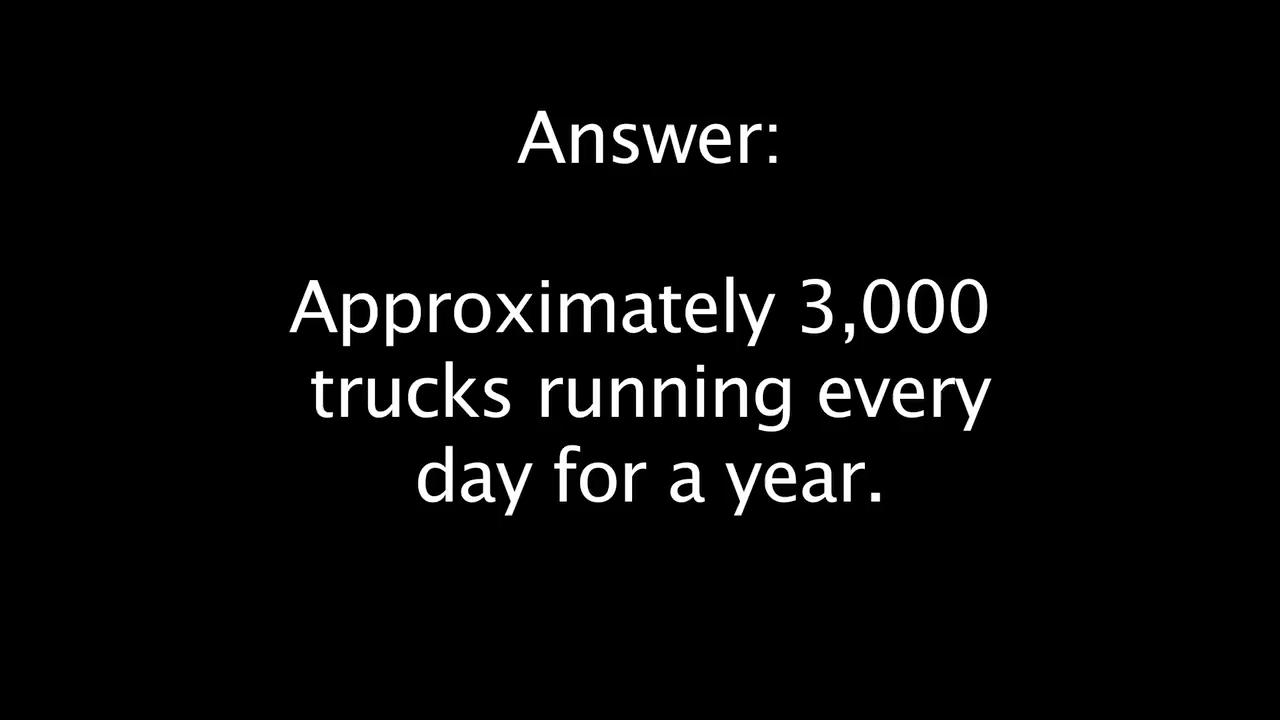 Answer:
Approximately 3,000
trucks running every
day for a year.